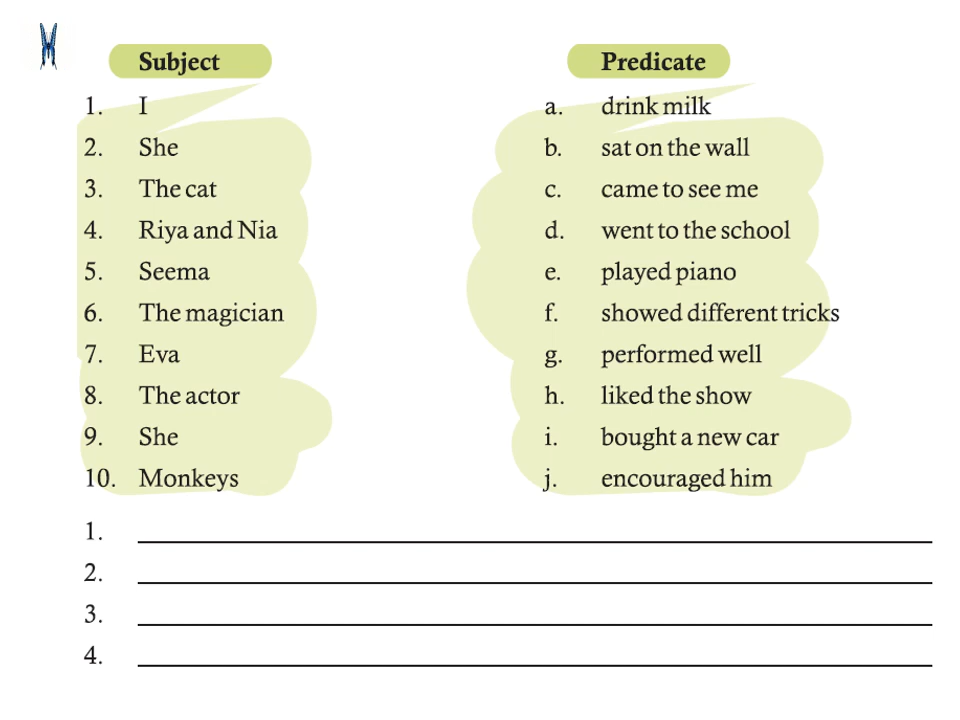 Subject Predicate
1. I a. drink milk
2. She b. sat on the wall
3. The cat c. came to see me
4. Riya and Nia d. went to the school
5. Seema e. played piano
6. The magician f. showed different tricks
7. Eva g. performed well
8. The actor h. liked the show
9. She i. bought a new car
10. Monkeys j. encouraged him
1.
2.
3.
4.